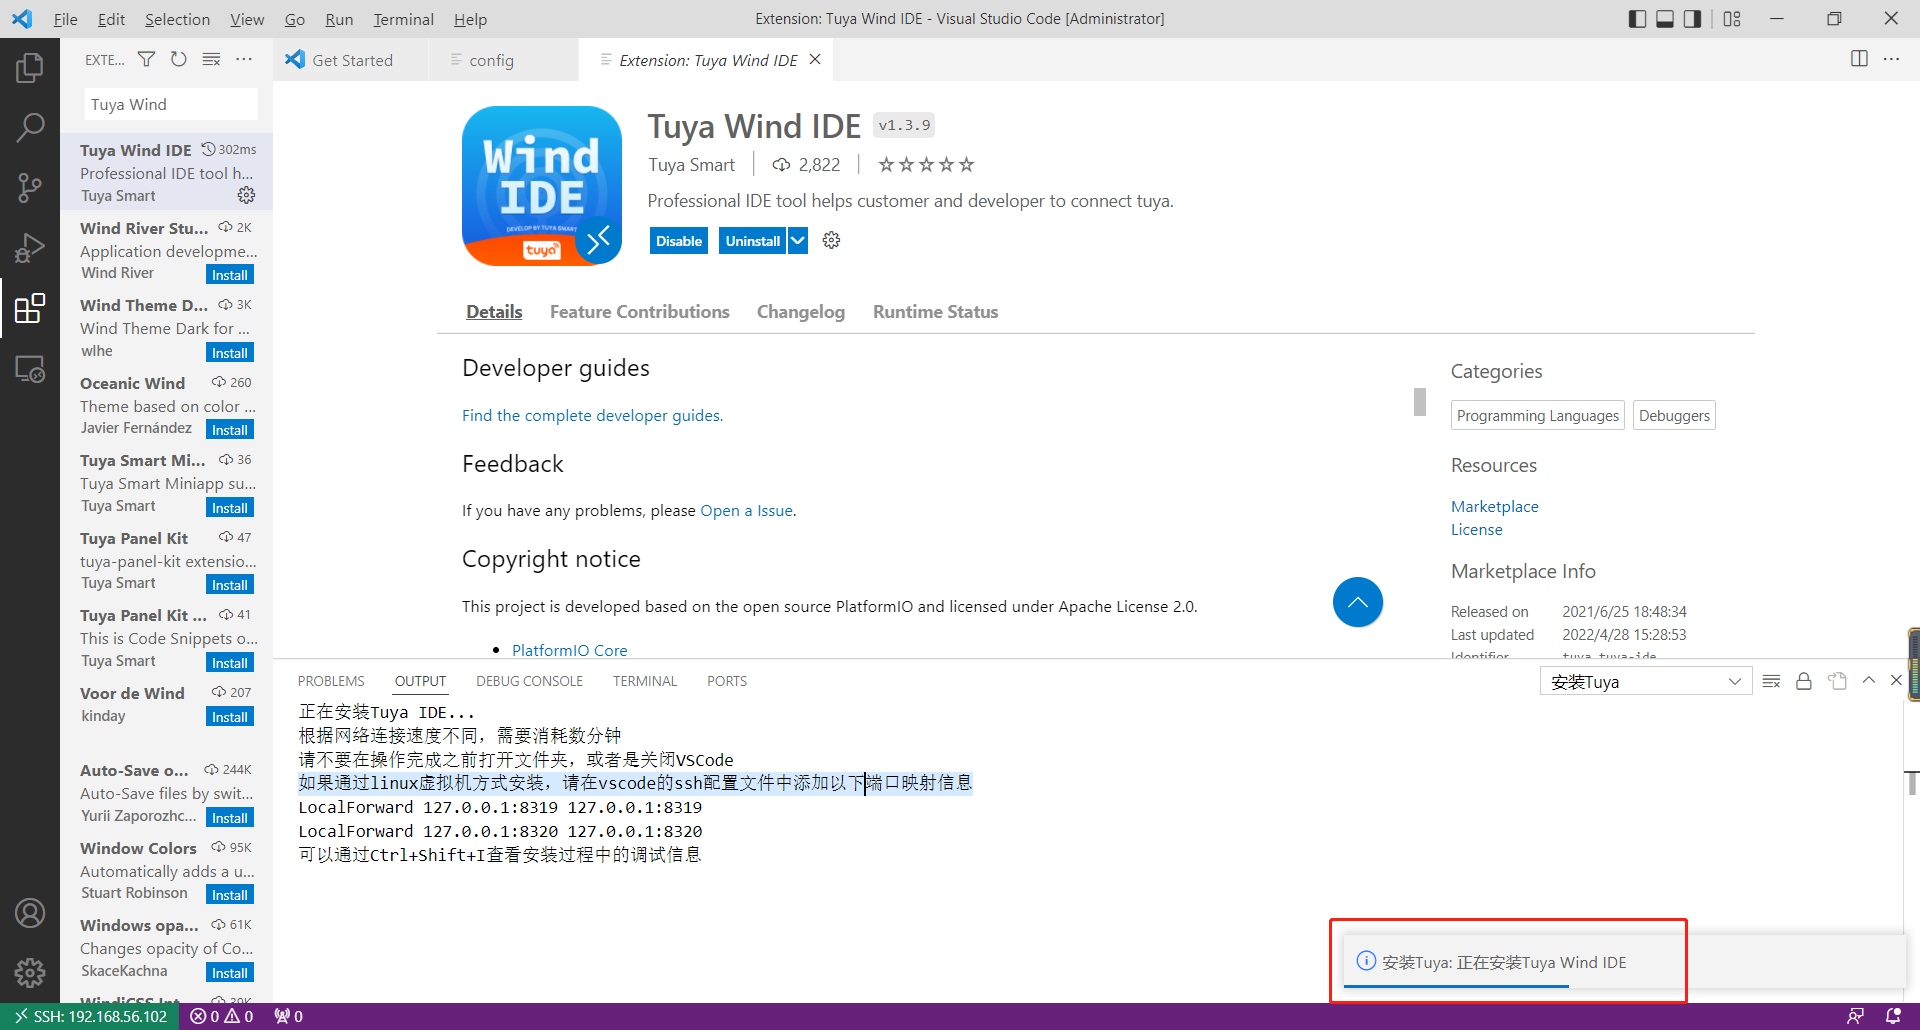 File Edit Selection View Go Run Terminal Help
Extension: Tuya Wind IDE - Visual Studio Code [Administrator]
EXTE...
Get Started
config
Extension: Tuya Wind IDE
Tuya Wind
Tuya Wind IDE 302ms
Professional IDE tool h...
Tuya Smart
Wind River Stu... 2K
Application developme...
Wind River Install
Wind Theme D... 3K
Wind Theme Dark for ...
wlhe Install
Oceanic Wind 260
Theme based on color ...
Javier Fernández Install
Tuya Smart Mi... 36
Tuya Smart Miniapp su...
Tuya Smart Install
Tuya Panel Kit 47
tuya-panel-kit extensio...
Tuya Smart Install
Tuya Panel Kit ... 41
This is Code Snippets o...
Tuya Smart Install
Voor de Wind 207
kinday Install
Auto-Save o... 244K
Auto-Save files by swit...
Yurii Zaporozhc... Install
Window Colors 95K
Automatically adds a u...
Stuart Robinson Install
Windows opa... 61K
Changes opacity of Co...
SkaceKachna Install
WindiCSS Int... 39K
Wind
IDE
DEVELOP BY TUYA SMART
tuya
Tuya Wind IDE v1.3.9
Tuya Smart 2,822
Professional IDE tool helps customer and developer to connect tuya.
Disable Uninstall
Details Feature Contributions Changelog Runtime Status
Developer guides
Find the complete developer guides.
Feedback
If you have any problems, please Open a Issue.
Copyright notice
This project is developed based on the open source PlatformIO and licensed under Apache License 2.0.
• PlatformIO Core
Categories
Programming Languages Debuggers
Resources
Marketplace
License
Marketplace Info
Released on 2021/6/25 18:48:34
Last updated 2022/4/28 15:28:53
Identifier tuya.tuya-ide
PROBLEMS OUTPUT DEBUG CONSOLE TERMINAL PORTS
安装Tuya
正在安装Tuya IDE...
根据网络连接速度不同，需要消耗数分钟
请不要在操作完成之前打开文件夹，或者是关闭VSCode
如果通过linux虚拟机方式安装，请在vscode的ssh配置文件中添加以下端口映射信息
LocalForward 127.0.0.1:8319 127.0.0.1:8319
LocalForward 127.0.0.1:8320 127.0.0.1:8320
可以通过Ctrl+Shift+I查看安装过程中的调试信息
安装Tuya: 正在安装Tuya Wind IDE
SSH: 192.168.56.102 0 0 0